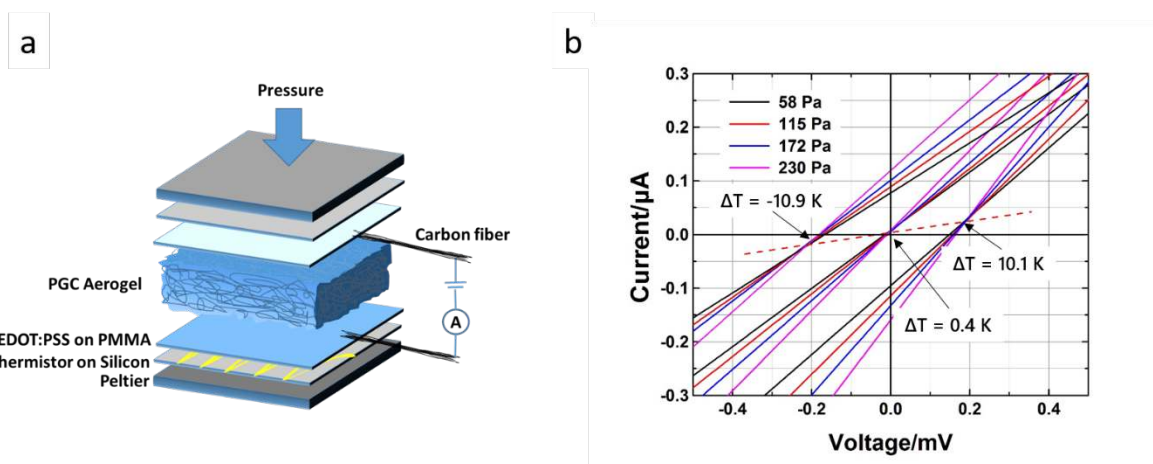 a
Pressure
Carbon fiber
PGC Aerogel
A
EDOT:PSS on PMMA
hermistor on Silicon
Peltier
b
Current/µA
0.3
0.2
0.1
0.0
-0.1
-0.2
-0.3
58 Pa
115 Pa
172 Pa
230 Pa
ΔT = -10.9 K
ΔT = 10.1 K
ΔT = 0.4 K
-0.4
-0.2
0.0
0.2
0.4
Voltage/mV